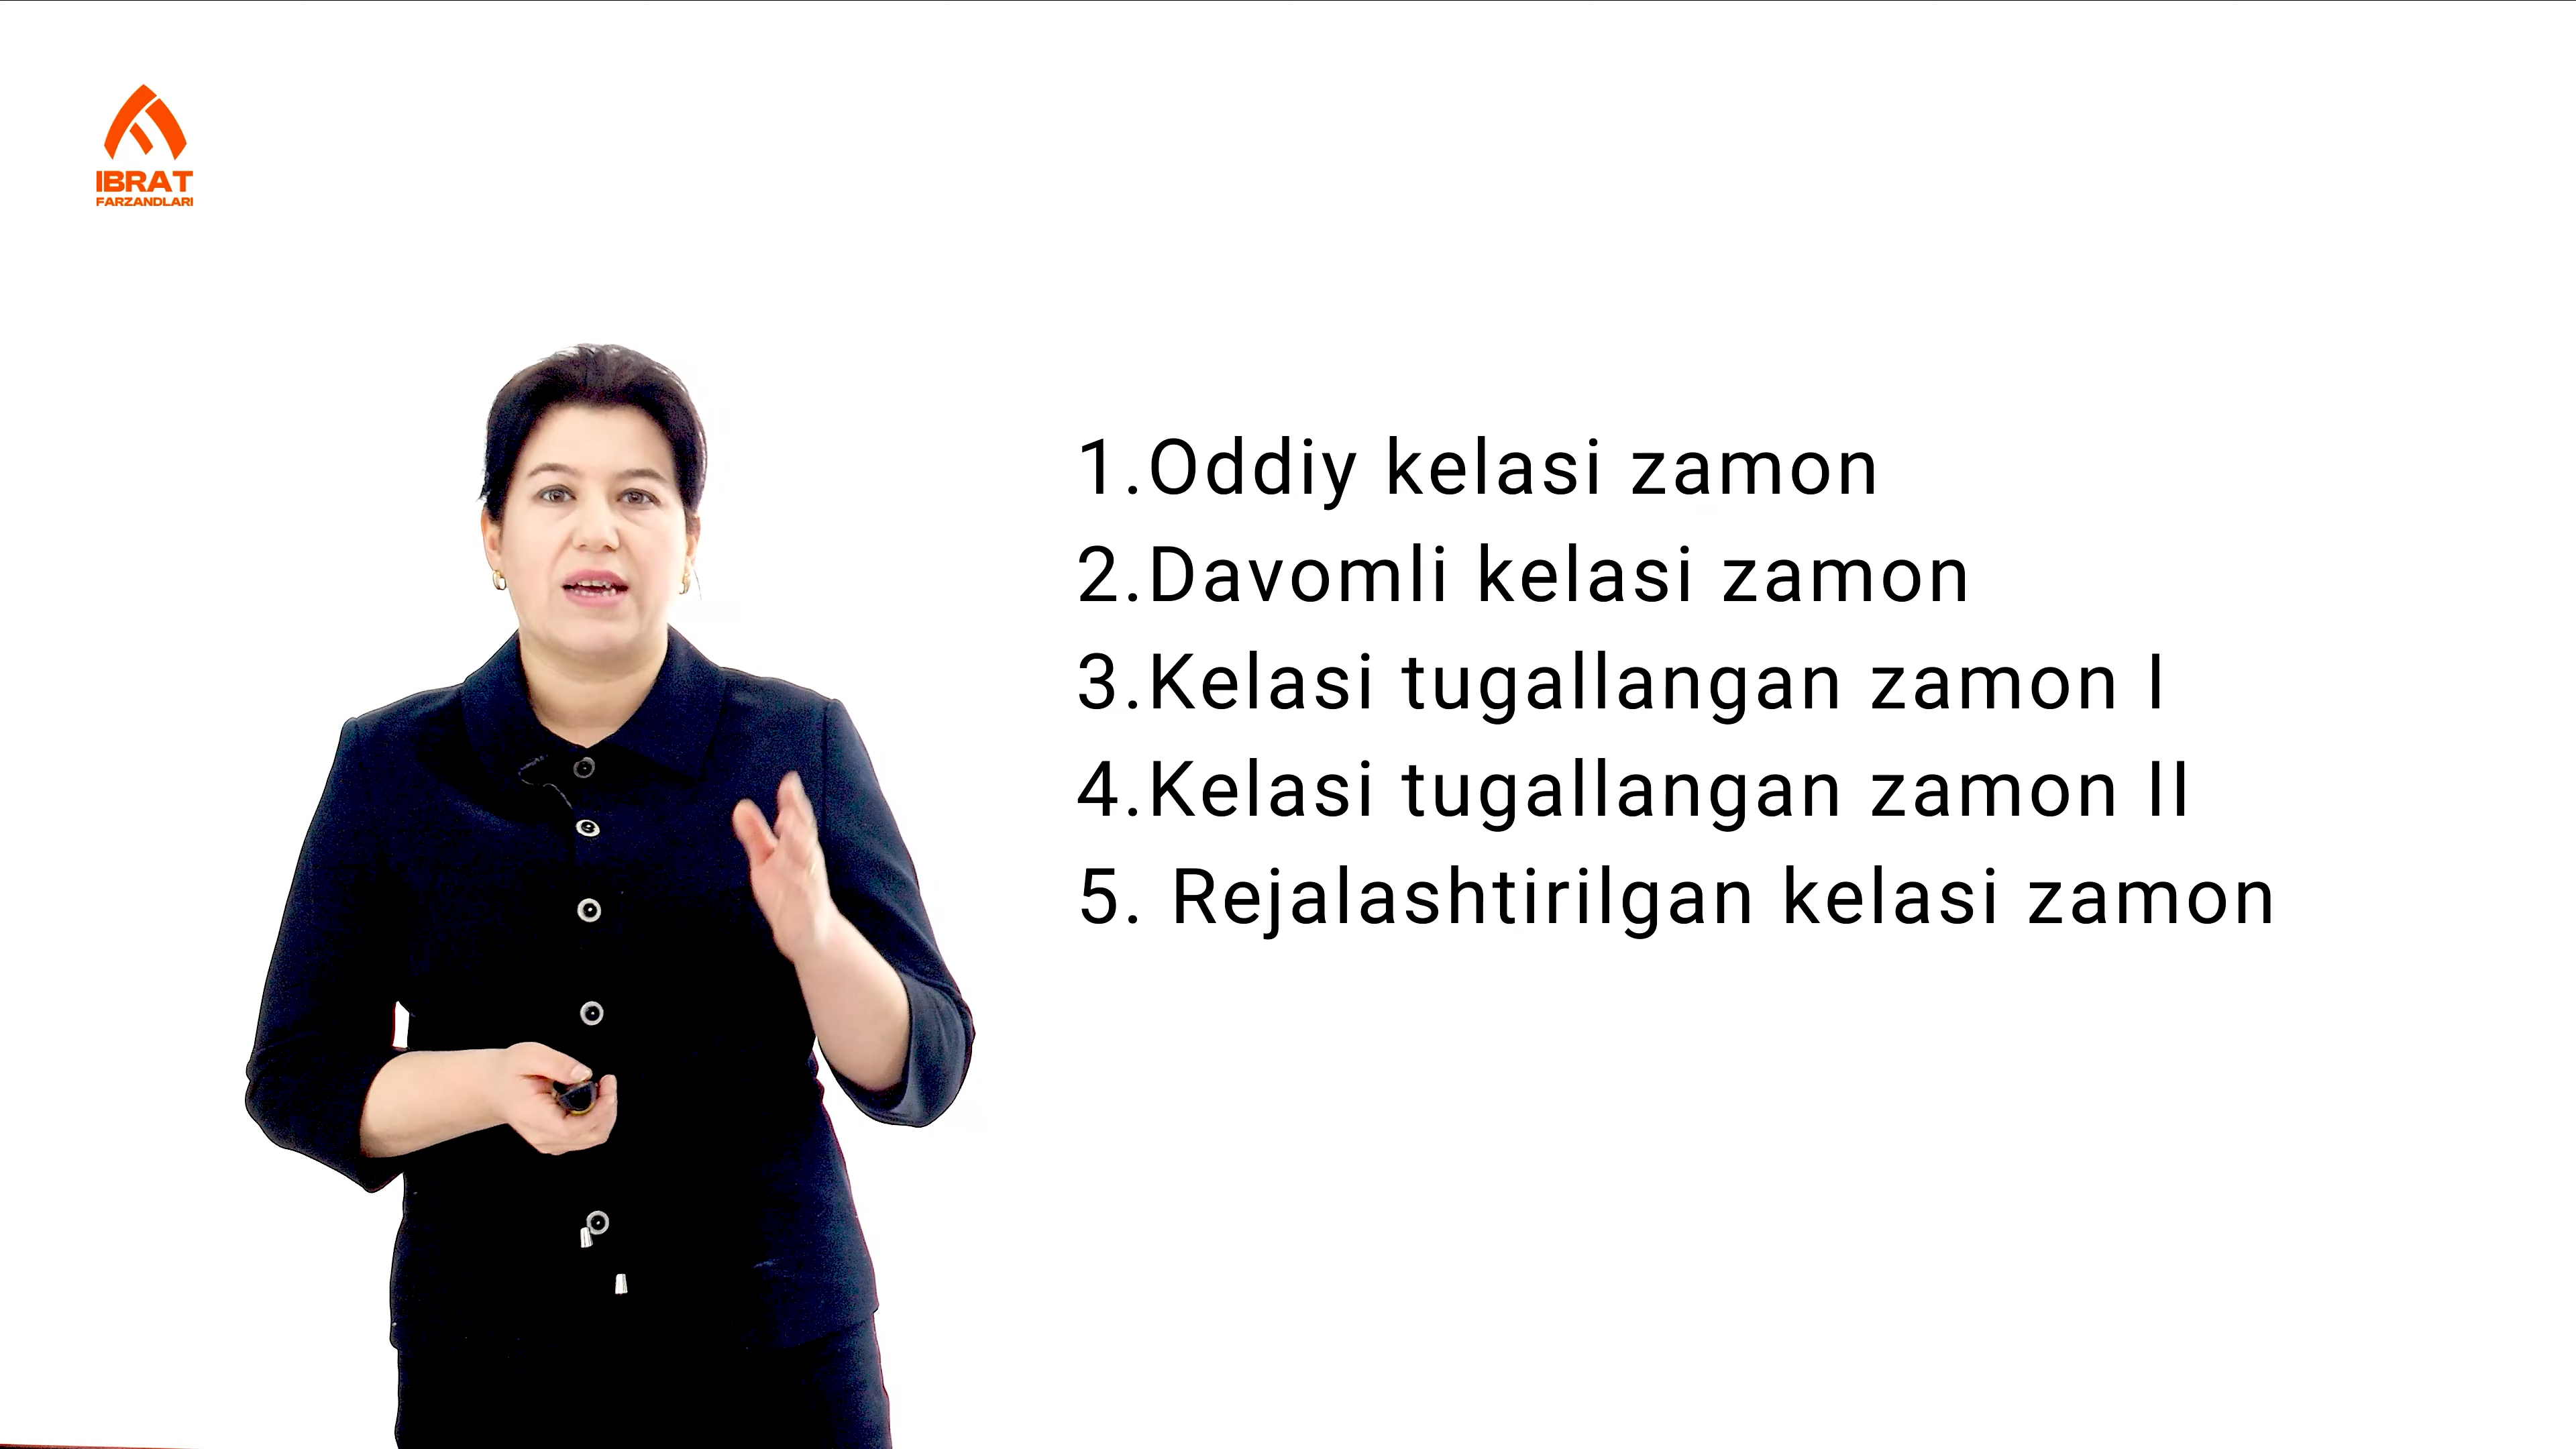 IBRAT
FARZANDLARI
1.Oddiy kelasi zamon
2.Davomli kelasi zamon
3.Kelasi tugallangan zamon I
4.Kelasi tugallangan zamon II
5. Rejalashtirilgan kelasi zamon